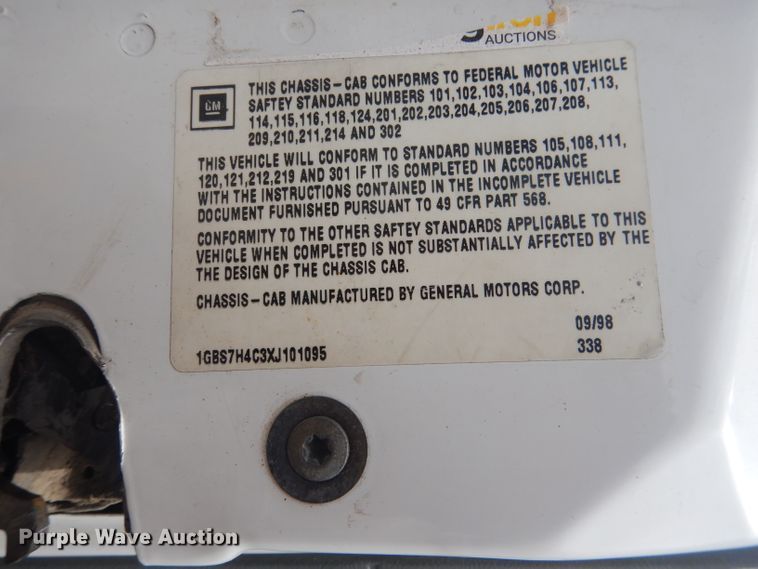 AUCTIONS
GM
THIS CHASSIS-CAB CONFORMS TO FEDERAL MOTOR VEHICLE
SAFTEY STANDARD NUMBERS 101,102,103,104,106,107,113,
114,115,116,118,124,201,202,203,204,205,206,207,208,
209,210,211,214 AND 302
THIS VEHICLE WILL CONFORM TO STANDARD NUMBERS 105,108,111,
120,121,212,219 AND 301 IF IT IS COMPLETED IN ACCORDANCE
WITH THE INSTRUCTIONS CONTAINED IN THE INCOMPLETE VEHICLE
DOCUMENT FURNISHED PURSUANT TO 49 CFR PART 568.
CONFORMITY TO THE OTHER SAFTEY STANDARDS APPLICABLE TO THIS
VEHICLE WHEN COMPLETED IS NOT SUBSTANTIALLY AFFECTED BY THE
THE DESIGN OF THE CHASSIS CAB.
CHASSIS-CAB MANUFACTURED BY GENERAL MOTORS CORP.
09/98
1GBS7H4C3XJ101095 338
Purple Wave Auction